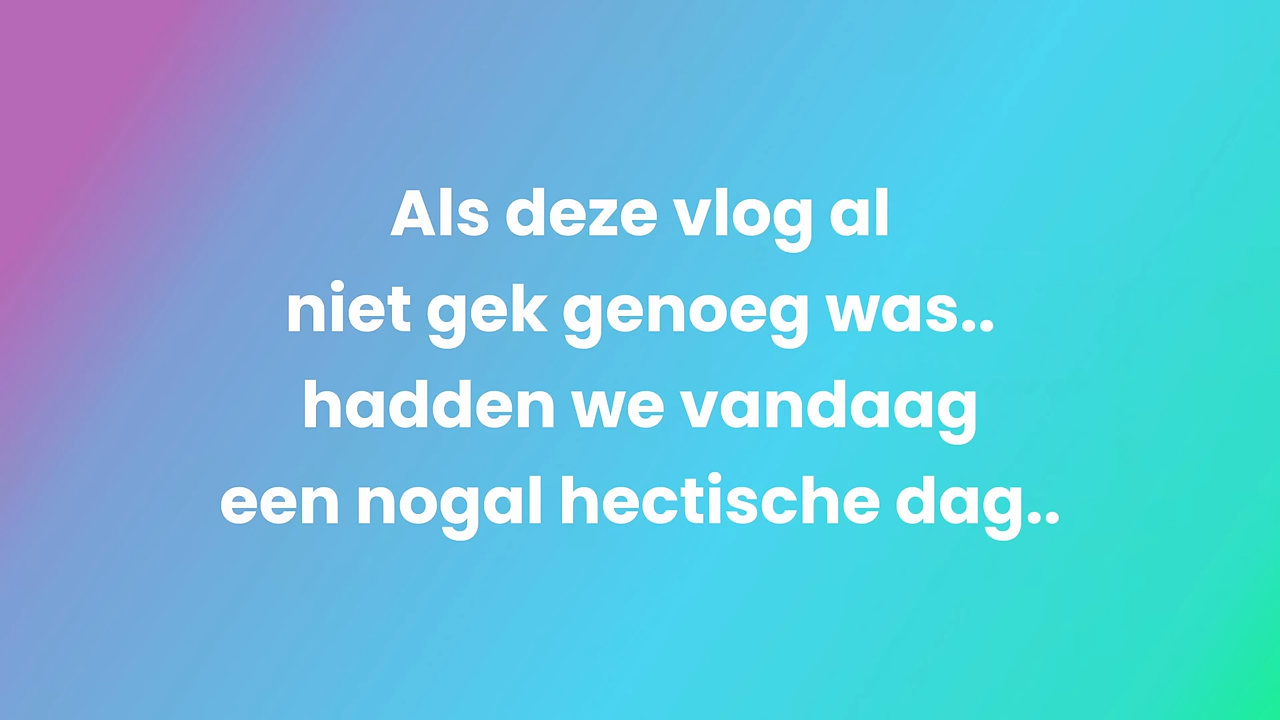 Als deze vlog al
niet gek genoeg was..
hadden we vandaag
een nogal hectische dag..